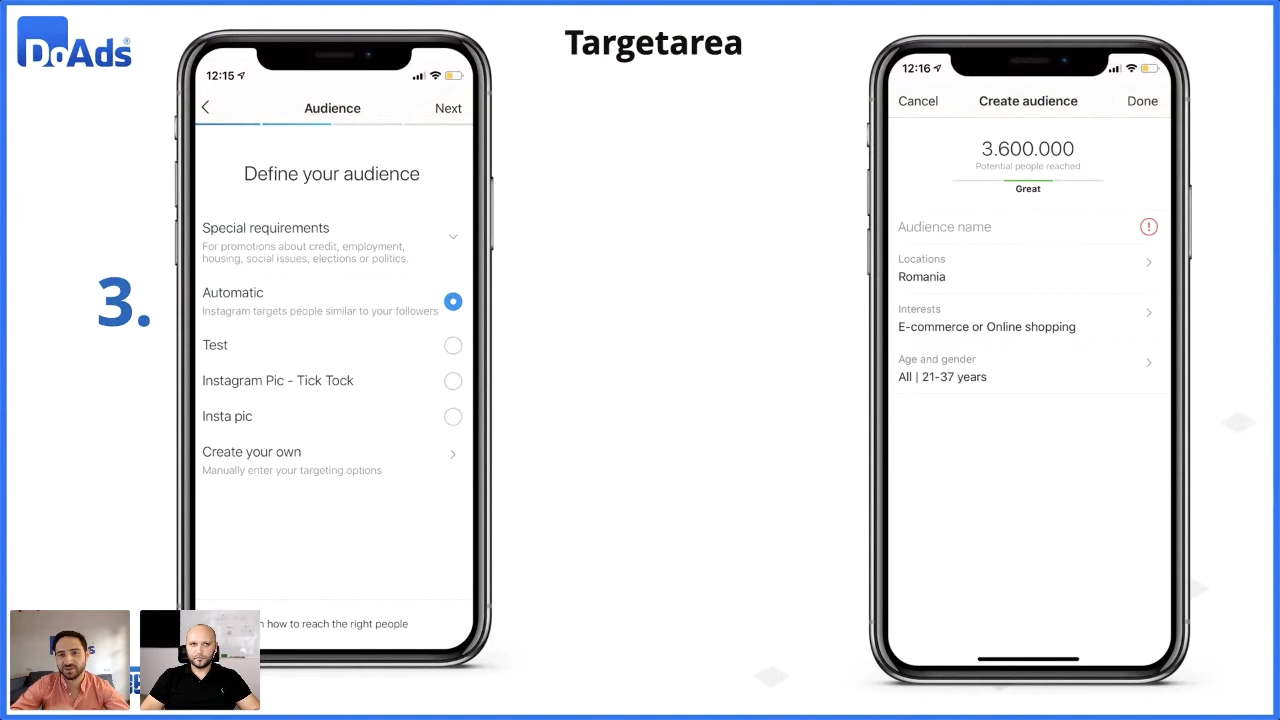 DoAds®
Targetarea
3.
12:15
Audience
Next
Define your audience
Special requirements
For promotions about credit, employment,
housing, social issues, elections or politics.
Automatic
Instagram targets people similar to your followers
Test
Instagram Pic - Tick Tock
Insta pic
Create your own
Manually enter your targeting options
how to reach the right people
12:16
Cancel
Create audience
Done
3.600.000
Potential people reached
Great
Audience name
Locations
Romania
Interests
E-commerce or Online shopping
Age and gender
All | 21-37 years